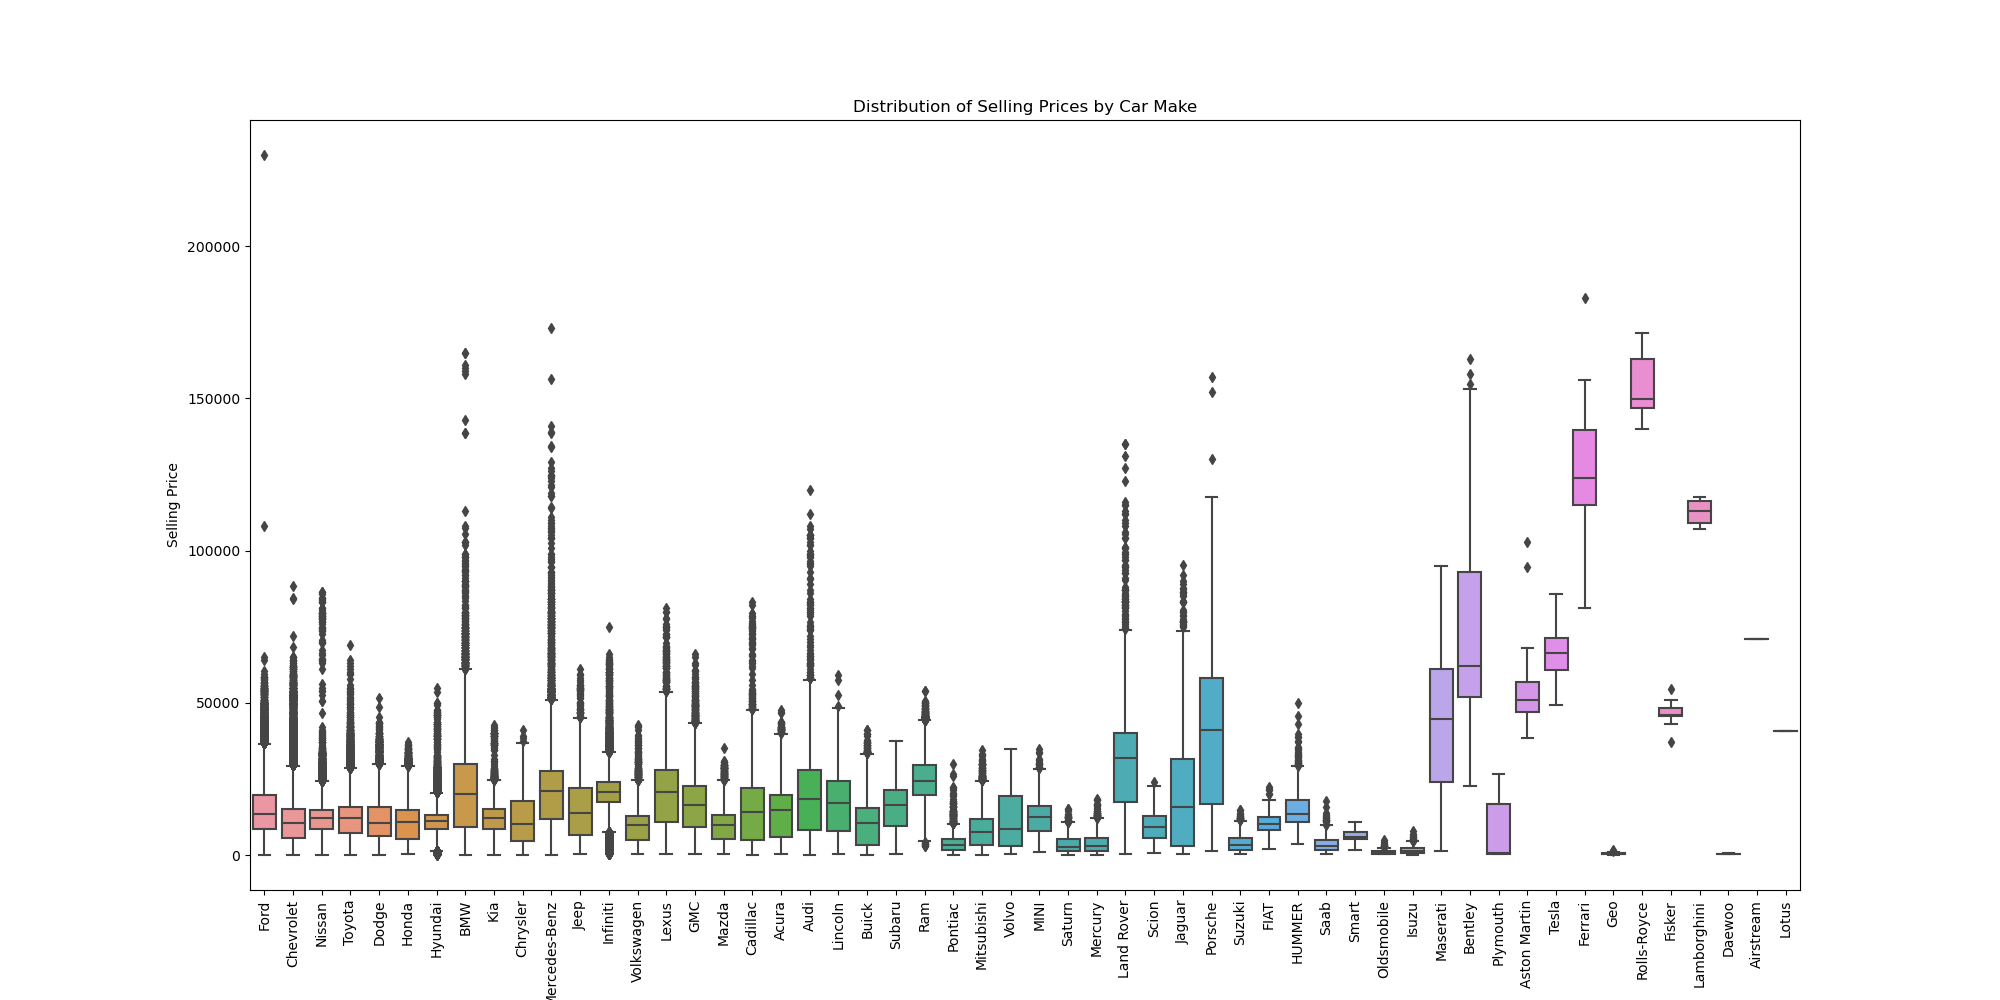 Distribution of Selling Prices by Car Make
Selling Price
200000
150000
100000
50000
0
Ford
Chevrolet
Nissan
Toyota
Dodge
Honda
Hyundai
BMW
Kia
Chrysler
Mercedes-Benz
Jeep
Infiniti
Volkswagen
Lexus
GMC
Mazda
Cadillac
Acura
Audi
Lincoln
Buick
Subaru
Ram
Pontiac
Mitsubishi
Volvo
MINI
Saturn
Mercury
Land Rover
Scion
Jaguar
Porsche
Suzuki
FIAT
HUMMER
Saab
Smart
Oldsmobile
Isuzu
Maserati
Bentley
Plymouth
Aston Martin
Tesla
Ferrari
Geo
Rolls-Royce
Fisker
Lamborghini
Daewoo
Airstream
Lotus